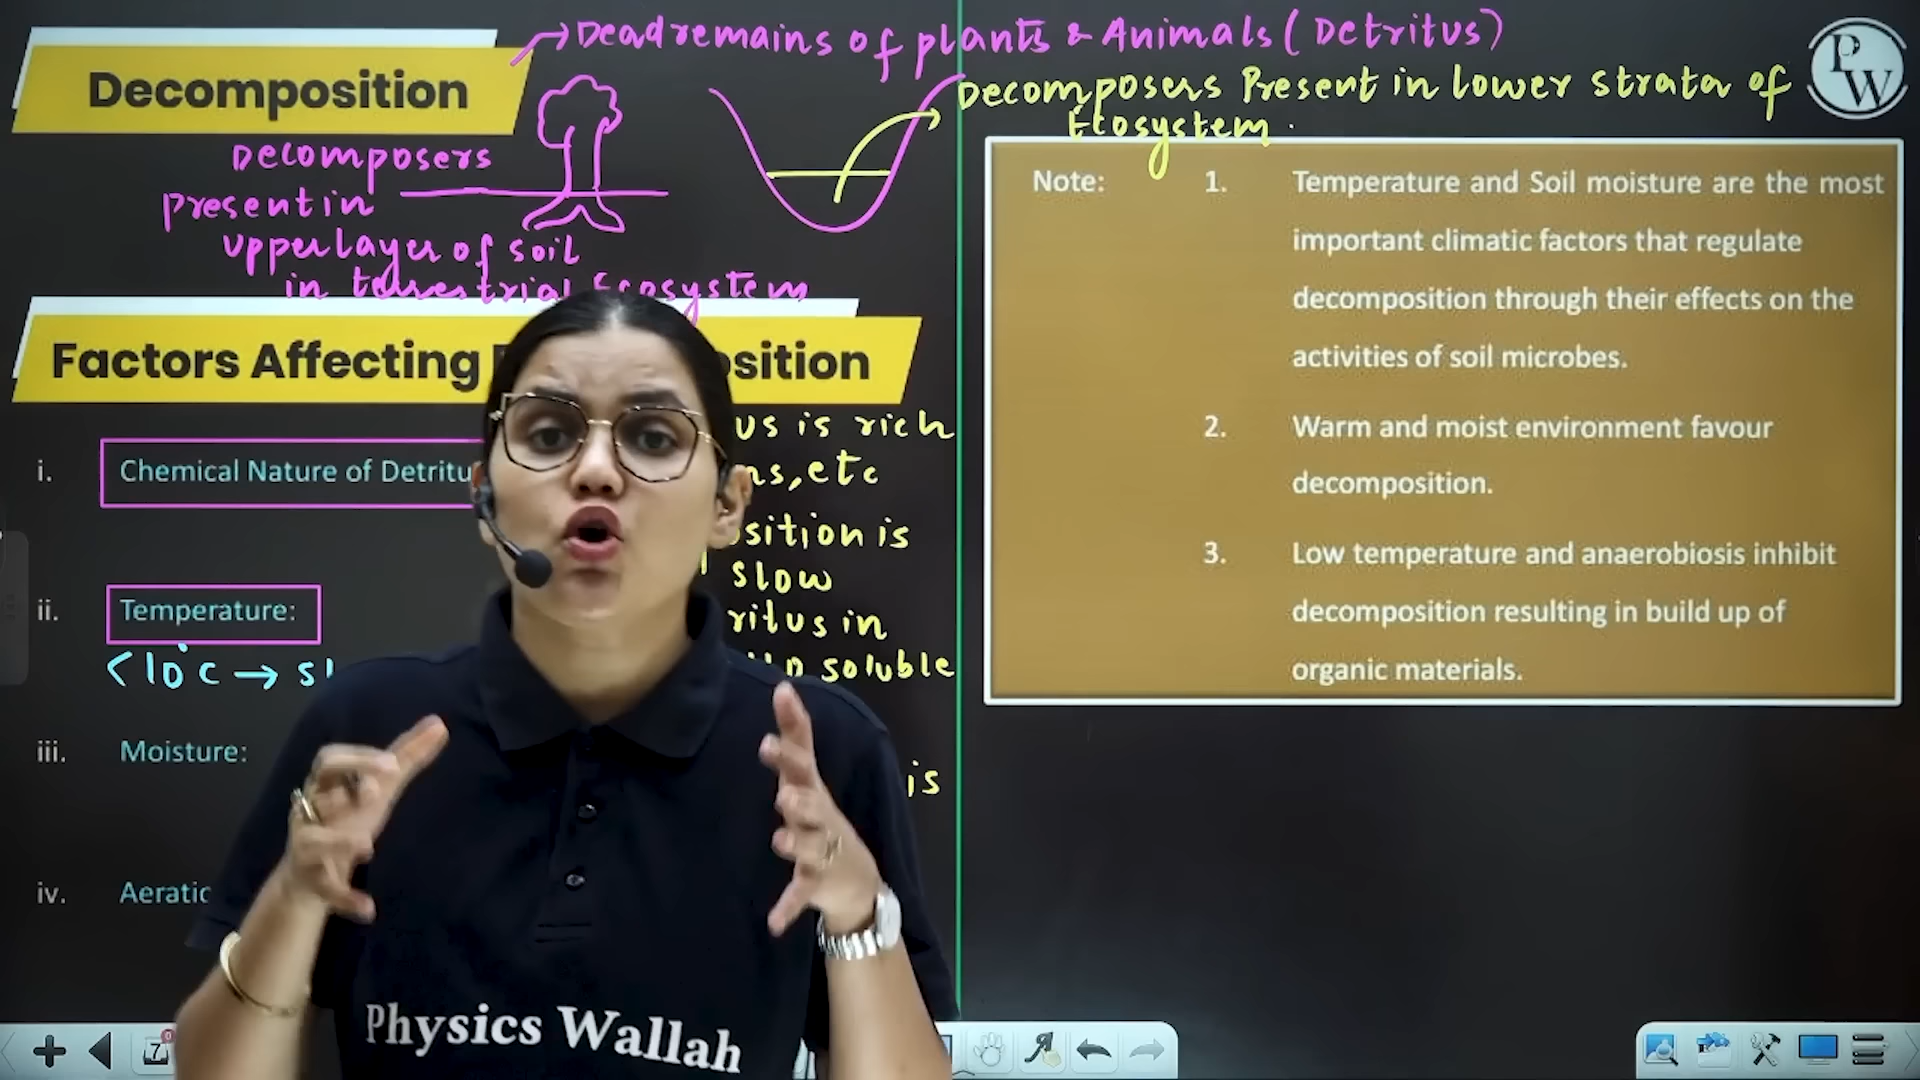 Decomposition
→ Dead remains of plants & Animals (Detritus)
Decomposers
present in
upper layer of soil
in terrestrial Ecosystem
Decomposers Present in lower strata of
Ecosystem.
PW
Factors Affecting
sition
i. Chemical Nature of Detritu
us is rich
ns, etc
sition is
slow
ii. Temperature:
ritus in
soluble
<10°c → sl
iii. Moisture:
is
iv. Aeratio
Note: 1. Temperature and Soil moisture are the most
important climatic factors that regulate
decomposition through their effects on the
activities of soil microbes.
2. Warm and moist environment favour
decomposition.
3. Low temperature and anaerobiosis inhibit
decomposition resulting in build up of
organic materials.
Physics Wallah
7